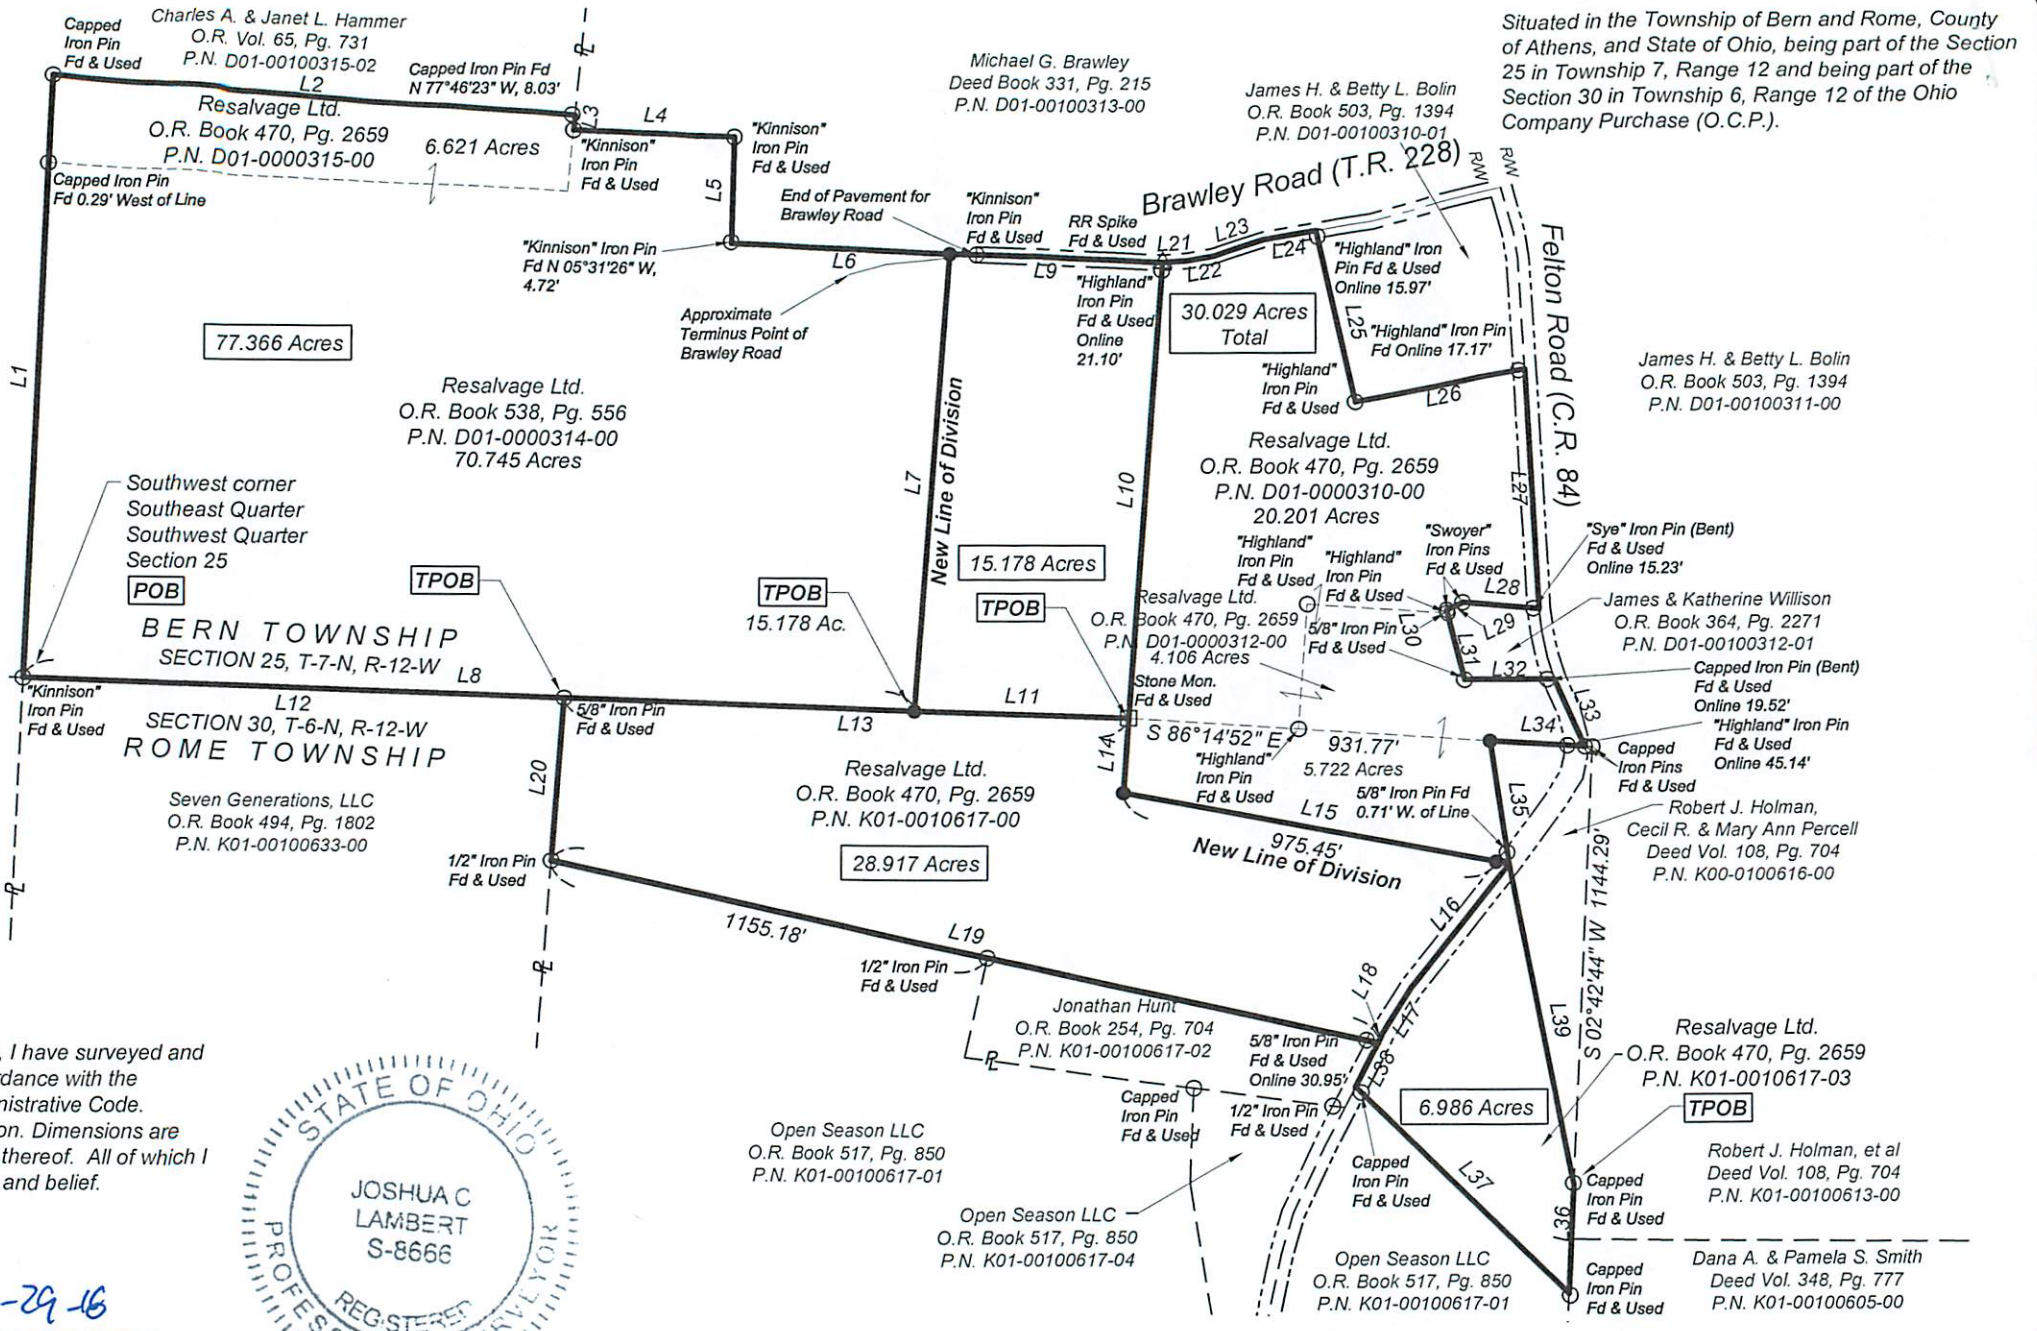 Charles A. & Janet L. Hammer
O.R. Vol. 65, Pg. 731
P.N. D01-00100315-02
Capped
Iron Pin
Fd & Used
L2
Capped Iron Pin Fd
N 77°46'23" W, 8.03'
Resalvage Ltd.
O.R. Book 470, Pg. 2659
P.N. D01-0000315-00
6.621 Acres
Capped Iron Pin
Fd 0.29' West of Line
L3
L4
"Kinnison"
Iron Pin
Fd & Used
"Kinnison"
Iron Pin
Fd & Used
L5
Michael G. Brawley
Deed Book 331, Pg. 215
P.N. D01-00100313-00
James H. & Betty L. Bolin
O.R. Book 503, Pg. 1394
P.N. D01-00100310-01
Situated in the Township of Bern and Rome, County
of Athens, and State of Ohio, being part of the Section
25 in Township 7, Range 12 and being part of the
Section 30 in Township 6, Range 12 of the Ohio
Company Purchase (O.C.P.).
Brawley Road (T.R. 228)
R/W
R/W
End of Pavement for
Brawley Road
"Kinnison"
Iron Pin
Fd & Used
RR Spike
Fd & Used
L21
L23
L22
L24
"Kinnison" Iron Pin
Fd N 05°31'26" W,
4.72'
L6
L9
Approximate
Terminus Point of
Brawley Road
"Highland"
Iron Pin
Fd & Used
Online
21.10'
30.029 Acres
Total
"Highland" Iron
Pin Fd & Used
Online 15.97'
L25
"Highland" Iron Pin
Fd Online 17.17'
"Highland"
Iron Pin
Fd & Used
L26
Felton Road (C.R. 84)
James H. & Betty L. Bolin
O.R. Book 503, Pg. 1394
P.N. D01-00100311-00
77.366 Acres
L1
Resalvage Ltd.
O.R. Book 538, Pg. 556
P.N. D01-0000314-00
70.745 Acres
L7
New Line of Division
L10
Resalvage Ltd.
O.R. Book 470, Pg. 2659
P.N. D01-0000310-00
20.201 Acres
L27
Southwest corner
Southeast Quarter
Southwest Quarter
Section 25
POB
TPOB
TPOB
15.178 Ac.
15.178 Acres
TPOB
"Highland"
Iron Pin
Fd & Used
"Highland"
Iron Pin
Fd & Used
"Swoyer"
Iron Pins
Fd & Used
"Sye" Iron Pin (Bent)
Fd & Used
Online 15.23'
L28
L29
L30
5/8" Iron Pin
Fd & Used
L31
L32
James & Katherine Willison
O.R. Book 364, Pg. 2271
P.N. D01-00100312-01
Resalvage Ltd.
O.R. Book 470, Pg. 2659
P.N. D01-0000312-00
4.106 Acres
Stone Mon.
Fd & Used
Capped Iron Pin (Bent)
Fd & Used
Online 19.52'
L33
"Highland" Iron Pin
Fd & Used
Online 45.14'
BERN TOWNSHIP
SECTION 25, T-7-N, R-12-W
L8
L12
SECTION 30, T-6-N, R-12-W
ROME TOWNSHIP
"Kinnison"
Iron Pin
Fd & Used
5/8" Iron Pin
Fd & Used
L13
L11
L14
S 86°14'52" E
931.77'
"Highland"
Iron Pin
Fd & Used
5.722 Acres
L34
Capped
Iron Pins
Fd & Used
5/8" Iron Pin Fd
0.71' W. of Line
L35
Robert J. Holman,
Cecil R. & Mary Ann Percell
Deed Vol. 108, Pg. 704
P.N. K00-0100616-00
L20
Resalvage Ltd.
O.R. Book 470, Pg. 2659
P.N. K01-0010617-00
28.917 Acres
Seven Generations, LLC
O.R. Book 494, Pg. 1802
P.N. K01-00100633-00
1/2" Iron Pin
Fd & Used
L15
975.45'
New Line of Division
1155.18'
L19
1/2" Iron Pin
Fd & Used
L16
L18
L17
L38
L39
S 02°42'44" W 1144.29'
Jonathan Hunt
O.R. Book 254, Pg. 704
P.N. K01-00100617-02
5/8" Iron Pin
Fd & Used
Online 30.95'
Resalvage Ltd.
O.R. Book 470, Pg. 2659
P.N. K01-0010617-03
TPOB
6.986 Acres
Capped
Iron Pin
Fd & Used
1/2" Iron Pin
Fd & Used
Capped
Iron Pin
Fd & Used
L37
Robert J. Holman, et al
Deed Vol. 108, Pg. 704
P.N. K01-00100613-00
Capped
Iron Pin
Fd & Used
L36
Open Season LLC
O.R. Book 517, Pg. 850
P.N. K01-00100617-01
Open Season LLC
O.R. Book 517, Pg. 850
P.N. K01-00100617-04
Open Season LLC
O.R. Book 517, Pg. 850
P.N. K01-00100617-01
Capped
Iron Pin
Fd & Used
Dana A. & Pamela S. Smith
Deed Vol. 348, Pg. 777
P.N. K01-00100605-00
, I have surveyed and
dance with the
nistrative Code.
on. Dimensions are
thereof. All of which I
and belief.
STATE OF OHIO
JOSHUA C
LAMBERT
S-8666
REGISTERED
PROFES
VEYOR
-29-16